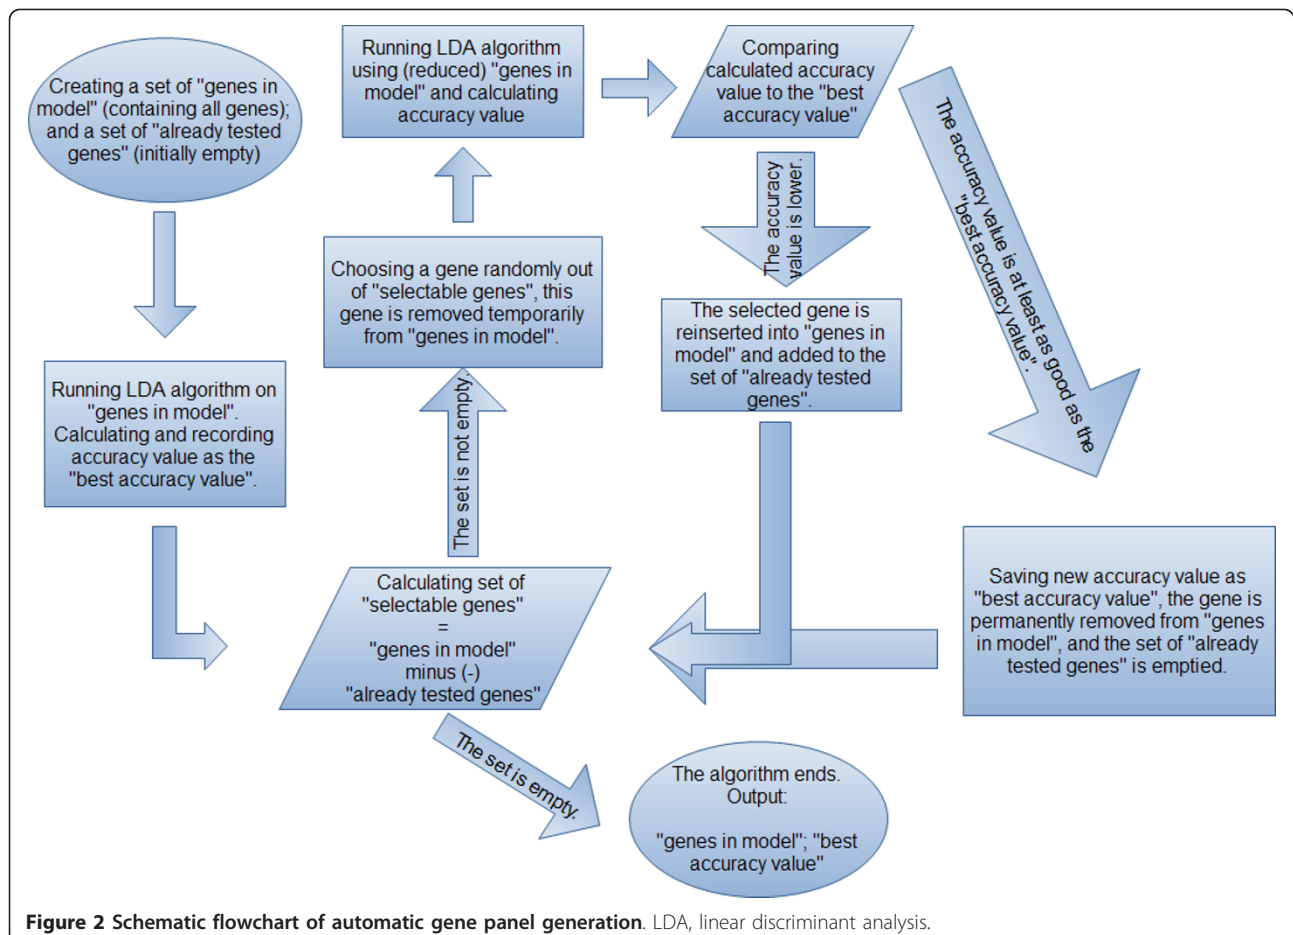 Creating a set of "genes in
model" (containing all genes);
and a set of "already tested
genes" (initially empty)
Running LDA algorithm on
"genes in model".
Calculating and recording
accuracy value as the
"best accuracy value".
Calculating set of
"selectable genes"
=
"genes in model"
minus (-)
"already tested genes"
The set is not empty.
Choosing a gene randomly out
of "selectable genes", this
gene is removed temporarily
from "genes in model".
Running LDA algorithm
using (reduced) "genes in
model" and calculating
accuracy value
Comparing
calculated accuracy
value to the "best
accuracy value"
The accuracy
value is lower.
The selected gene is
reinserted into "genes in
model" and added to the
set of "already tested
genes".
The accuracy value is at least as good as the
"best accuracy value".
Saving new accuracy value as
"best accuracy value", the gene is
permanently removed from "genes
in model", and the set of "already
tested genes" is emptied.
The set is empty.
The algorithm ends.
Output:
"genes in model"; "best
accuracy value"
Figure 2 Schematic flowchart of automatic gene panel generation. LDA, linear discriminant analysis.